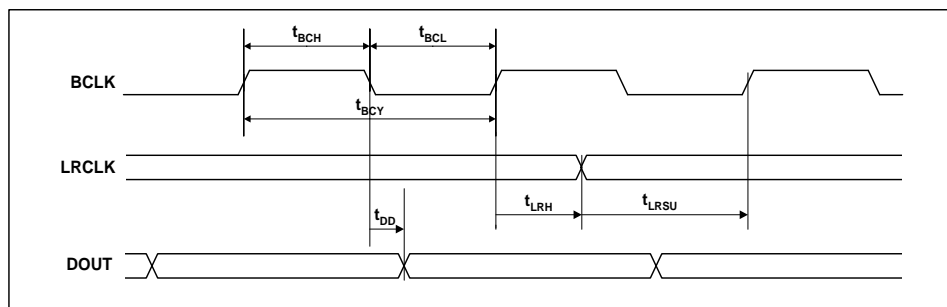 tBCH tBCL
BCLK
tBCY
LRCLK
tLRH tLRSU
tDD
DOUT